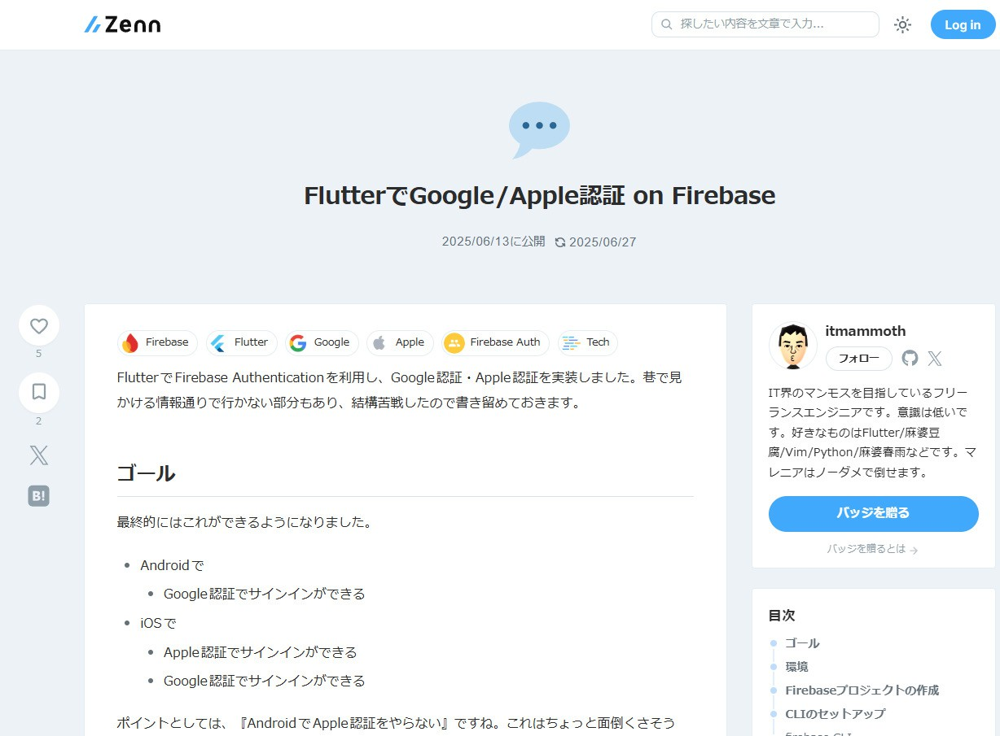 Zenn
探したい内容を文章で入力...
Log in
FlutterでGoogle/Apple認証 on Firebase
2025/06/13に公開 2025/06/27
5
2
B!
Firebase Flutter Google Apple Firebase Auth Tech
FlutterでFirebase Authenticationを利用し、Google認証・Apple認証を実装しました。巷で見
かける情報通りで行かない部分もあり、結構苦戦したので書き留めておきます。
ゴール
最終的にはこれができるようになりました。
Androidで
Google認証でサインインができる
iOSで
Apple認証でサインインができる
Google認証でサインインができる
ポイントとしては、『AndroidでApple認証をやらない』ですね。これはちょっと面倒くさそう
itmammoth
フォロー
IT界のマンモスを目指しているフリー
ランスエンジニアです。意識は低いで
す。好きなものはFlutter/麻婆豆
腐/Vim/Python/麻婆春雨などです。マ
レニアはノーダメで倒せます。
バッジを贈る
バッジを贈るとは →
目次
ゴール
環境
Firebaseプロジェクトの作成
CLIのセットアップ
firebase CLI